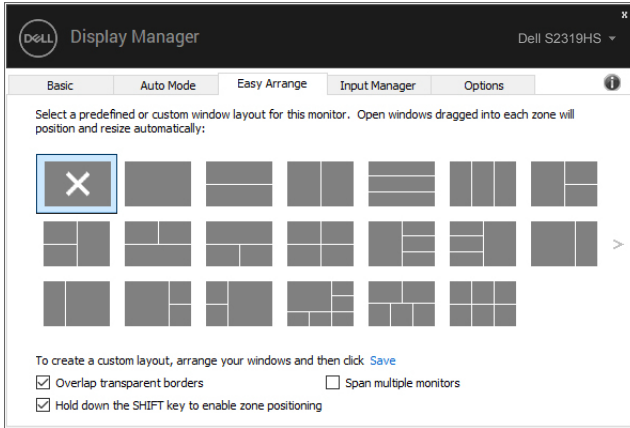 x
DELL Display Manager
Dell S2319HS
Basic Auto Mode Easy Arrange Input Manager Options i
Select a predefined or custom window layout for this monitor. Open windows dragged into each zone will
position and resize automatically:
>
To create a custom layout, arrange your windows and then click Save
Overlap transparent borders Span multiple monitors
Hold down the SHIFT key to enable zone positioning